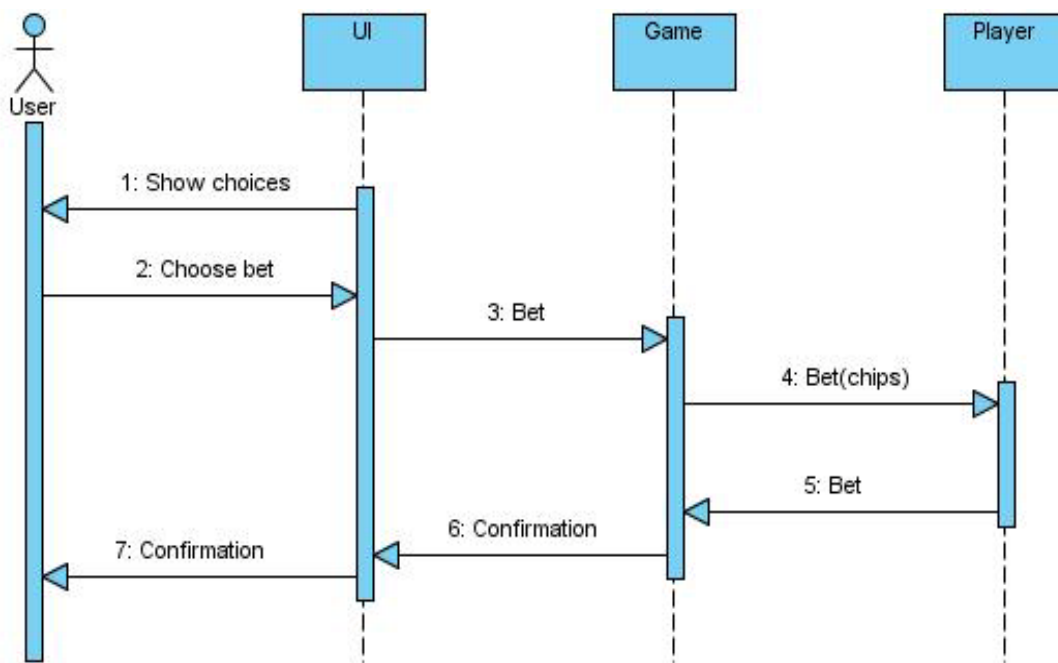 UI
Game
Player
User
1: Show choices
2: Choose bet
3: Bet
4: Bet(chips)
5: Bet
6: Confirmation
7: Confirmation